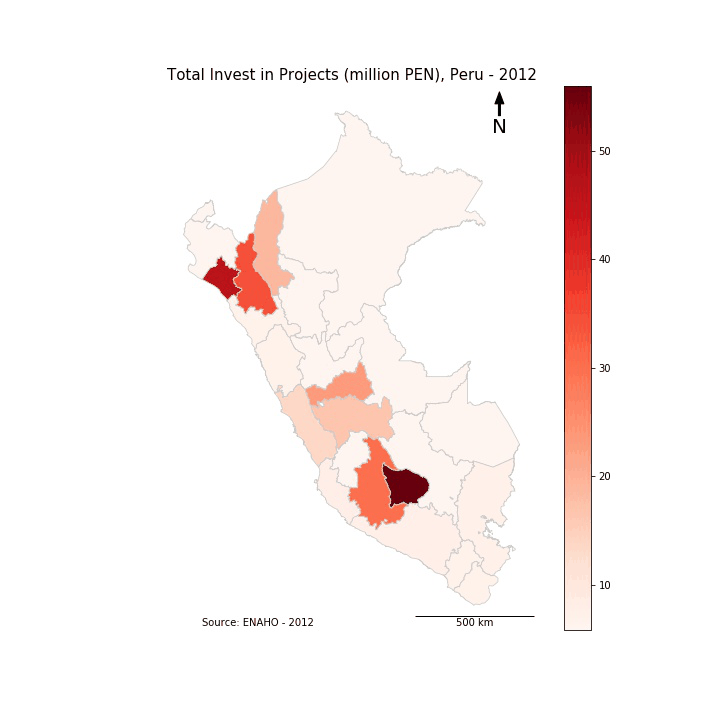 Total Invest in Projects (million PEN), Peru - 2012
N
50
40
30
20
10
Source: ENAHO - 2012
500 km